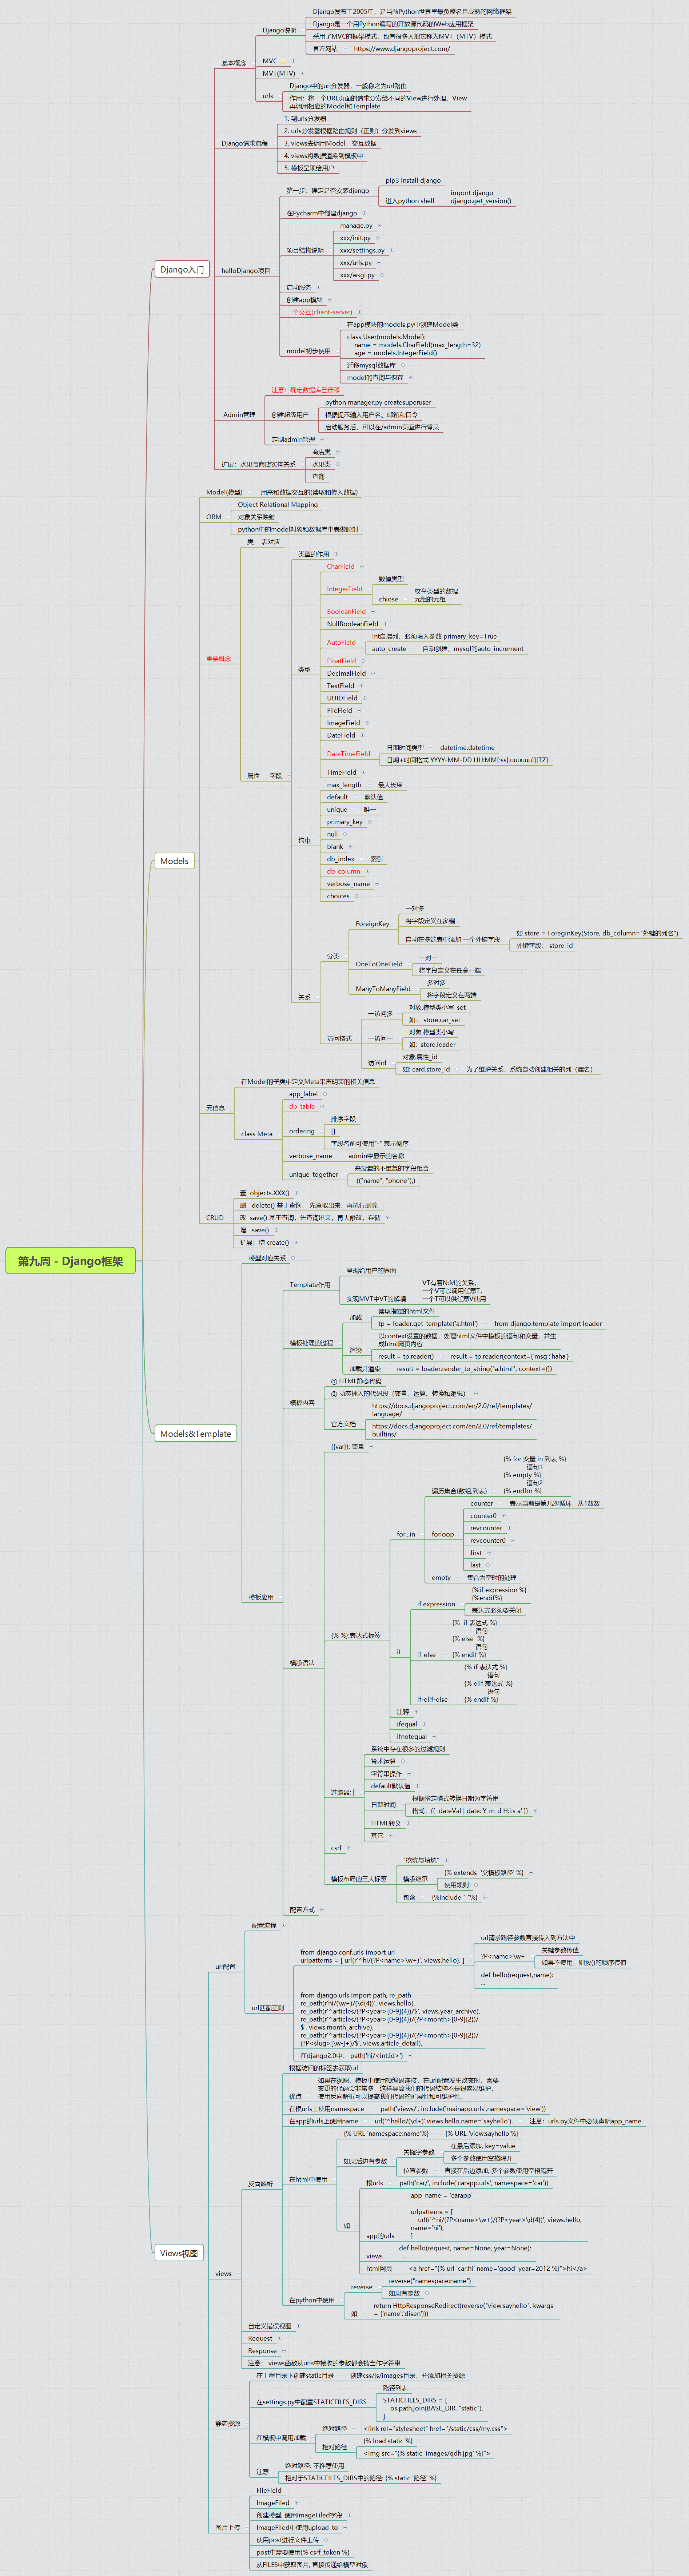 第九周 - Django框架
Django入门
基本概念
Django说明
Django发布于2005年，是当前Python世界里最负盛名且成熟的网络框架
Django是一个用Python编写的开放源代码的Web应用框架
采用了MVC的框架模式，也有很多人把它称为MVT（MTV）模式
官方网站
https://www.djangoproject.com/
MVC
MVT(MTV)
urls
Django中的url分发器，一般称之为url路由
作用：将一个URL页面的请求分发给不同的View进行处理，View
再调用相应的Model和Template
Django请求流程
1. 到urls分发器
2. urls分发器根据路由规则（正则）分发到views
3. views去调用Model，交互数据
4. views将数据渲染到模板中
5. 模板呈现给用户
helloDjango项目
第一步：确定是否安装django
pip3 install django
进入python shell
import django
django.get_version()
在Pycharm中创建django
项目结构说明
manage.py
xxx/init.py
xxx/settings.py
xxx/urls.py
xxx/wsgi.py
启动服务
创建app模块
一个交互(client-server)
model初步使用
在app模块的models.py中创建Model类
class User(models.Model):
name = models.CharField(max_length=32)
age = models.IntegerField()
迁移mysql数据库
model的查询与保存
Admin管理
注意：确定数据库已迁移
创建超级用户
python manager.py createsuperuser
根据提示输入用户名、邮箱和口令
启动服务后，可以在/admin页面进行登录
定制admin管理
扩展：水果与商店实体关系
商店类
水果类
查询
Models
Model(模型)
用来和数据交互的(读取和传入数据)
ORM
Object Relational Mapping
对象关系映射
python中的model对象和数据库中表做映射
重要概念
类 - 表对应
属性 - 字段
类型的作用
类型
CharField
IntegerField
数值类型
chiose
枚举类型的数据
元组的元组
BooleanField
NullBooleanField
AutoField
int自增列，必须填入参数 primary_key=True
auto_create
自动创建，mysql的auto_increment
FloatField
DecimalField
TextField
UUIDField
FileField
ImageField
DateField
DateTimeField
日期时间类型
datetime.datetime
日期+时间格式 YYYY-MM-DD HH:MM[:ss[.uuuuuu]][TZ]
TimeField
约束
max_length
最大长度
default
默认值
unique
唯一
primary_key
null
blank
db_index
索引
db_column
verbose_name
choices
关系
分类
ForeignKey
一对多
将字段定义在多端
自动在多端表中添加 一个外键字段
如 store = ForeginKey(Store, db_column="外键的列名")
外键字段： store_id
OneToOneField
一对一
将字段定义在任意一端
ManyToManyField
多对多
将字段定义在两端
访问格式
一访问多
对象.模型类小写_set
如： store.car_set
一访问一
对象.模型类小写
如: store.leader
访问id
对象.属性_id
如: card.store_id
为了维护关系，系统自动创建相关的列（属名）
元信息
在Model的子类中定义Meta来声明表的相关信息
class Meta
app_label
db_table
ordering
排序字段
[]
字段名前可使用"-" 表示倒序
verbose_name
admin中显示的名称
unique_together
来设置的不重复的字段组合
(("name", "phone"),)
CRUD
查 objects.XXX()
删 delete() 基于查询， 先查取出来，再执行删除
改 save() 基于查询，先查询出来，再去修改，存储
增 save()
扩展：增 create()
Models&Template
模型对应关系
模板应用
Template作用
呈现给用户的界面
实现MVT中VT的解耦
VT有着N:M的关系，
一个V可以调用任意T，
一个T可以供任意V使用
模板处理的过程
加载
读取指定的html文件
tp = loader.get_template('a.html')
from django.template import loader
渲染
以context设置的数据，处理html文件中模板的语句和变量，并生
成html网页内容
result = tp.reader()
result = tp.reader(context={'msg':'haha'}
加载并渲染
result = loader.render_to_string("a.html", context={})
模板内容
① HTML静态代码
② 动态插入的代码段（变量、运算、转换和逻辑）
官方文档
https://docs.djangoproject.com/en/2.0/ref/templates/
language/
https://docs.djangoproject.com/en/2.0/ref/templates/
builtins/
模版语法
{{var}}: 变量
{% %}:表达式标签
for...in
遍历集合(数组,列表)
{% for 变量 in 列表 %}
语句1
{% empty %}
语句2
{% endfor %}
forloop
counter
表示当前是第几次循环，从1数数
counter0
revcounter
revcounter0
first
last
empty
集合为空时的处理
if
if expression
{%if expression %}
{%endif%}
表达式必须要关闭
if-else
{% if 表达式 %}
语句
{% else %}
语句
{% endif %}
if-elif-else
{% if 表达式 %}
语句
{% elif 表达式 %}
语句
{% endif %}
注释
ifequal
ifnotequal
过滤器: |
系统中存在很多的过滤规则
算术运算
字符串操作
default默认值
日期时间
根据指定格式转换日期为字符串
格式：{{ dateVal | date:'Y-m-d H:i:s a' }}
HTML转义
其它
csrf
模板布局的三大标签
"挖坑与填坑"
模版继承
{% extends '父模板路径' %}
使用规则
包含
{%include " "%}
配置方式
Views视图
url配置
配置流程
url匹配正则
from django.conf.urls import url
urlpatterns = [ url(r'^hi/(?P<name>\w+)', views.hello), ]
url请求路径参数直接传入到方法中
?P<name>\w+
关键参数传值
如果不使用，则按()的顺序传值
def hello(request,name):
...
from django.urls import path, re_path
re_path(r'hi/(\w+)/(\d{4})', views.hello),
re_path(r'^articles/(?P<year>[0-9]{4})/$', views.year_archive),
re_path(r'^articles/(?P<year>[0-9]{4})/(?P<month>[0-9]{2})/
$', views.month_archive),
re_path(r'^articles/(?P<year>[0-9]{4})/(?P<month>[0-9]{2})/
(?P<slug>[\w-]+)/$', views.article_detail),
在django2.0中： path('hi/<int:id>')
views
反向解析
根据访问的标签去获取url
优点
如果在视图、模板中使用硬编码连接，在url配置发生改变时，需要
变更的代码会非常多，这样导致我们的代码结构不是很容易维护，
使用反向解析可以提高我们代码的扩展性和可维护性。
在根urls上使用namespace
path('views/', include('mainapp.urls',namespace='view'))
在app的urls上使用name
url('^hello/(\d+)',views.hello,name='sayhello'),
注意：urls.py文件中必须声明app_name
在html中使用
{% URL 'namespace:name'%}
{% URL 'view:sayhello'%}
如果后边有参数
关键字参数
在最后添加, key=value
多个参数使用空格隔开
位置参数
直接在后边添加, 多个参数使用空格隔开
如
根urls
path('car/', include('carapp.urls', namespace='car'))
app的urls
app_name = 'carapp'
urlpatterns = [
url(r'^hi/(?P<name>\w+)/(?P<year>\d{4})', views.hello,
name='hi'),
]
views
def hello(request, name=None, year=None):
...
html网页
<a href="{% url 'car:hi' name='good' year=2012 %}">hi</a>
在python中使用
reverse
reverse("namespace:name")
如果有参数
如
return HttpResponseRedirect(reverse("view:sayhello", kwargs
= {'name':'disen'}))
自定义错误视图
Request
Response
注意： views函数从urls中接收的参数都会被当作字符串
静态资源
在工程目录下创建static目录
创建css/js/images目录，并添加相关资源
在settings.py中配置STATICFILES_DIRS
路径列表
STATICFILES_DIRS = [
os.path.join(BASE_DIR, "static"),
]
在模板中调用加载
绝对路径
<link rel="stylesheet" href="/static/css/my.css">
相对路径
{% load static %}
<img src="{% static 'images/qdh.jpg' %}">
注意
绝对路径: 不推荐使用
相对于STATICFILES_DIRS中的路径: {% static '路径' %}
图片上传
FileField
ImageFiled
创建模型, 使用ImageFiled字段
ImageFiled中使用upload_to
使用post进行文件上传
post中需要使用{% csrf_token %}
从FILES中获取图片, 直接传递给模型对象